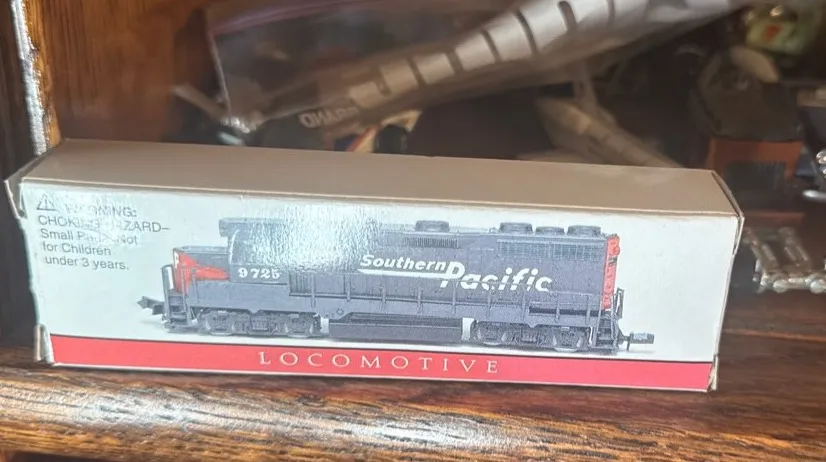 WARNING:
CHOKING HAZARD–
Small Parts Not
for Children
under 3 years.
9725
Southern
Pacific
LOCOMOTIVE